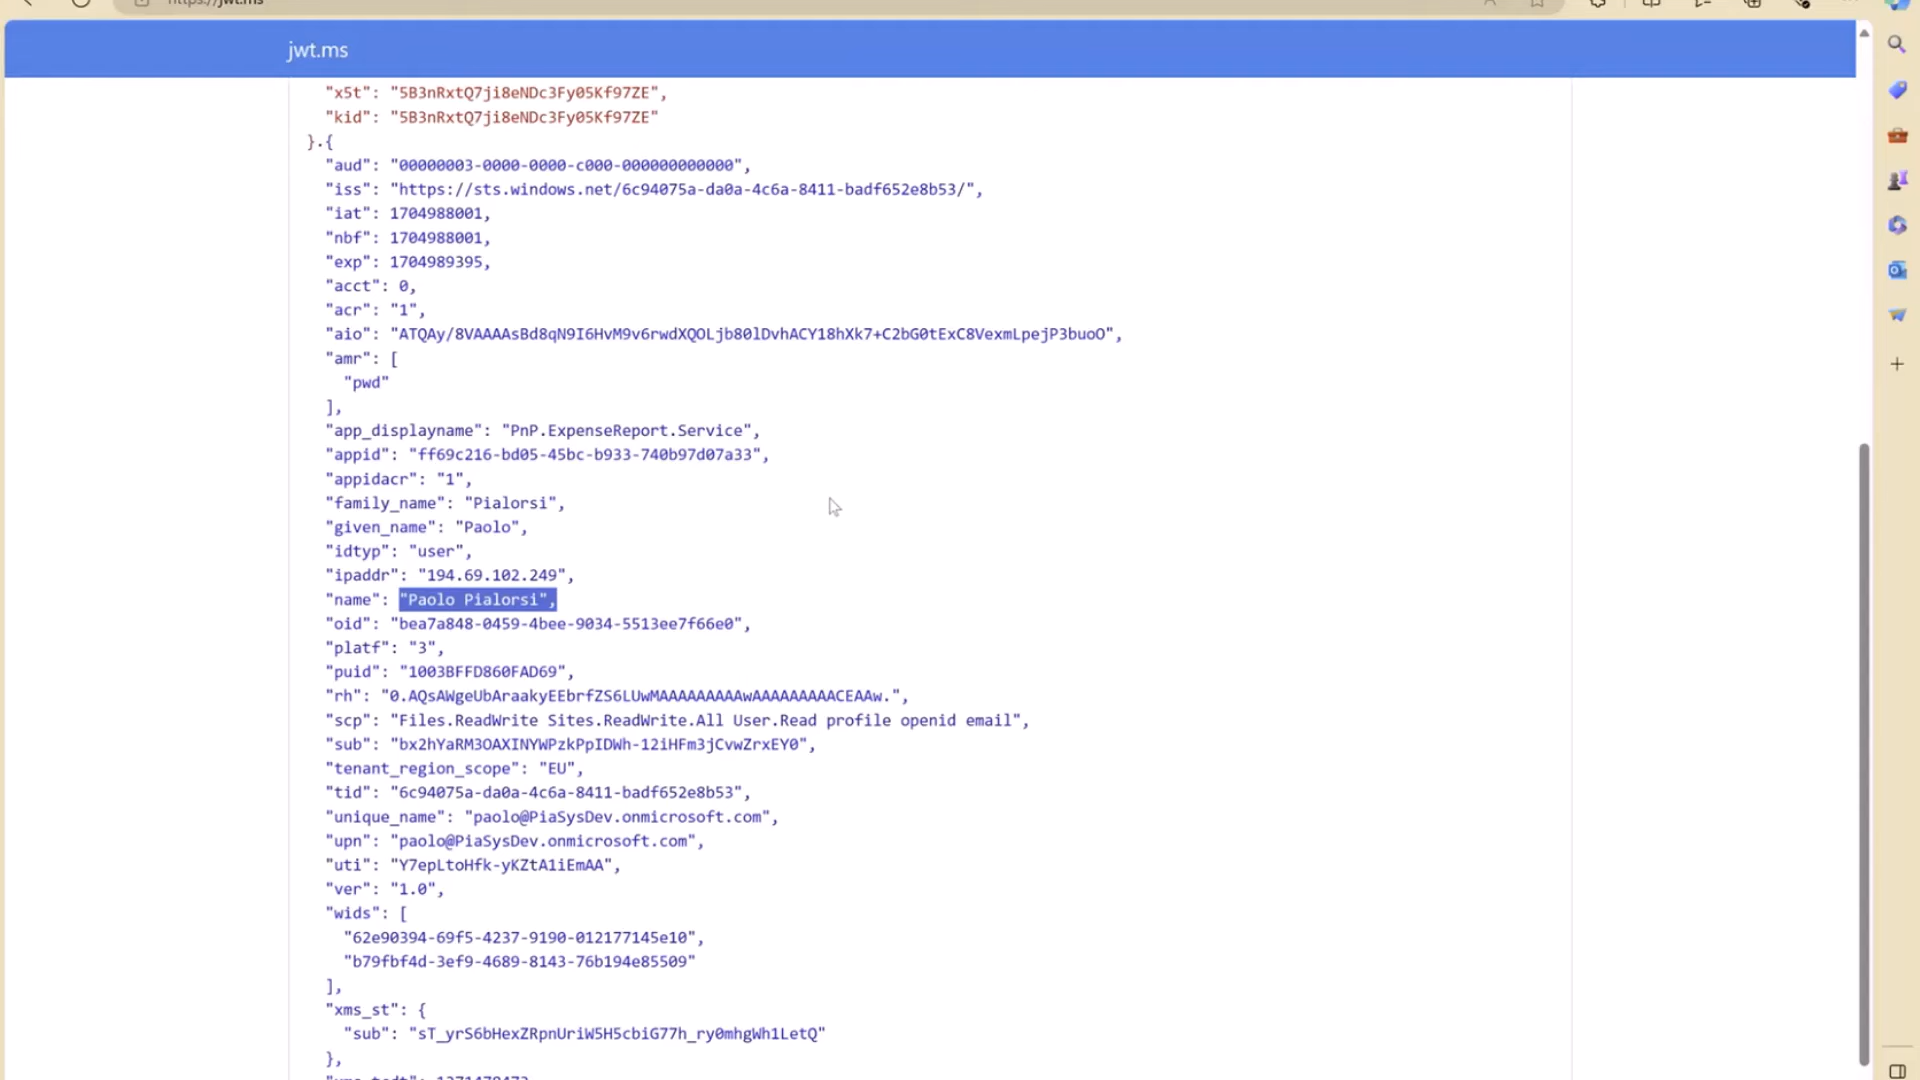 https://jwt.ms
jwt.ms
"x5t": "5B3nRxtQ7ji8eNDc3Fy05Kf97ZE",
"kid": "5B3nRxtQ7ji8eNDc3Fy05Kf97ZE"
}.{
"aud": "00000003-0000-0000-c000-000000000000",
"iss": "https://sts.windows.net/6c94075a-da0a-4c6a-8411-badf652e8b53/",
"iat": 1704988001,
"nbf": 1704988001,
"exp": 1704989395,
"acct": 0,
"acr": "1",
"aio": "ATQAy/8VAAAAsBd8qN9I6HvM9v6rwdXQOLjb80lDvhACY18hXk7+C2bG0tExC8VexmLpejP3buoO",
"amr": [
"pwd"
],
"app_displayname": "PnP.ExpenseReport.Service",
"appid": "ff69c216-bd05-45bc-b933-740b97d07a33",
"appidacr": "1",
"family_name": "Pialorsi",
"given_name": "Paolo",
"idtyp": "user",
"ipaddr": "194.69.102.249",
"name": "Paolo Pialorsi",
"oid": "bea7a848-0459-4bee-9034-5513ee7f66e0",
"platf": "3",
"puid": "1003BFFD860FAD69",
"rh": "0.AQsAWgeUbAraakyEEbrfZS6LUwMAAAAAAAAAwAAAAAAAAACEAAw.",
"scp": "Files.ReadWrite Sites.ReadWrite.All User.Read profile openid email",
"sub": "bx2hYaRM3OAXINYWPzkPpIDWh-12iHFm3jCvwZrxEY0",
"tenant_region_scope": "EU",
"tid": "6c94075a-da0a-4c6a-8411-badf652e8b53",
"unique_name": "paolo@PiaSysDev.onmicrosoft.com",
"upn": "paolo@PiaSysDev.onmicrosoft.com",
"uti": "Y7epLtoHfk-yKZtA1iEmAA",
"ver": "1.0",
"wids": [
"62e90394-69f5-4237-9190-012177145e10",
"b79fbf4d-3ef9-4689-8143-76b194e85509"
],
"xms_st": {
"sub": "sT_yrS6bHexZRpnUriW5H5cbiG77h_ry0mhgWh1LetQ"
},